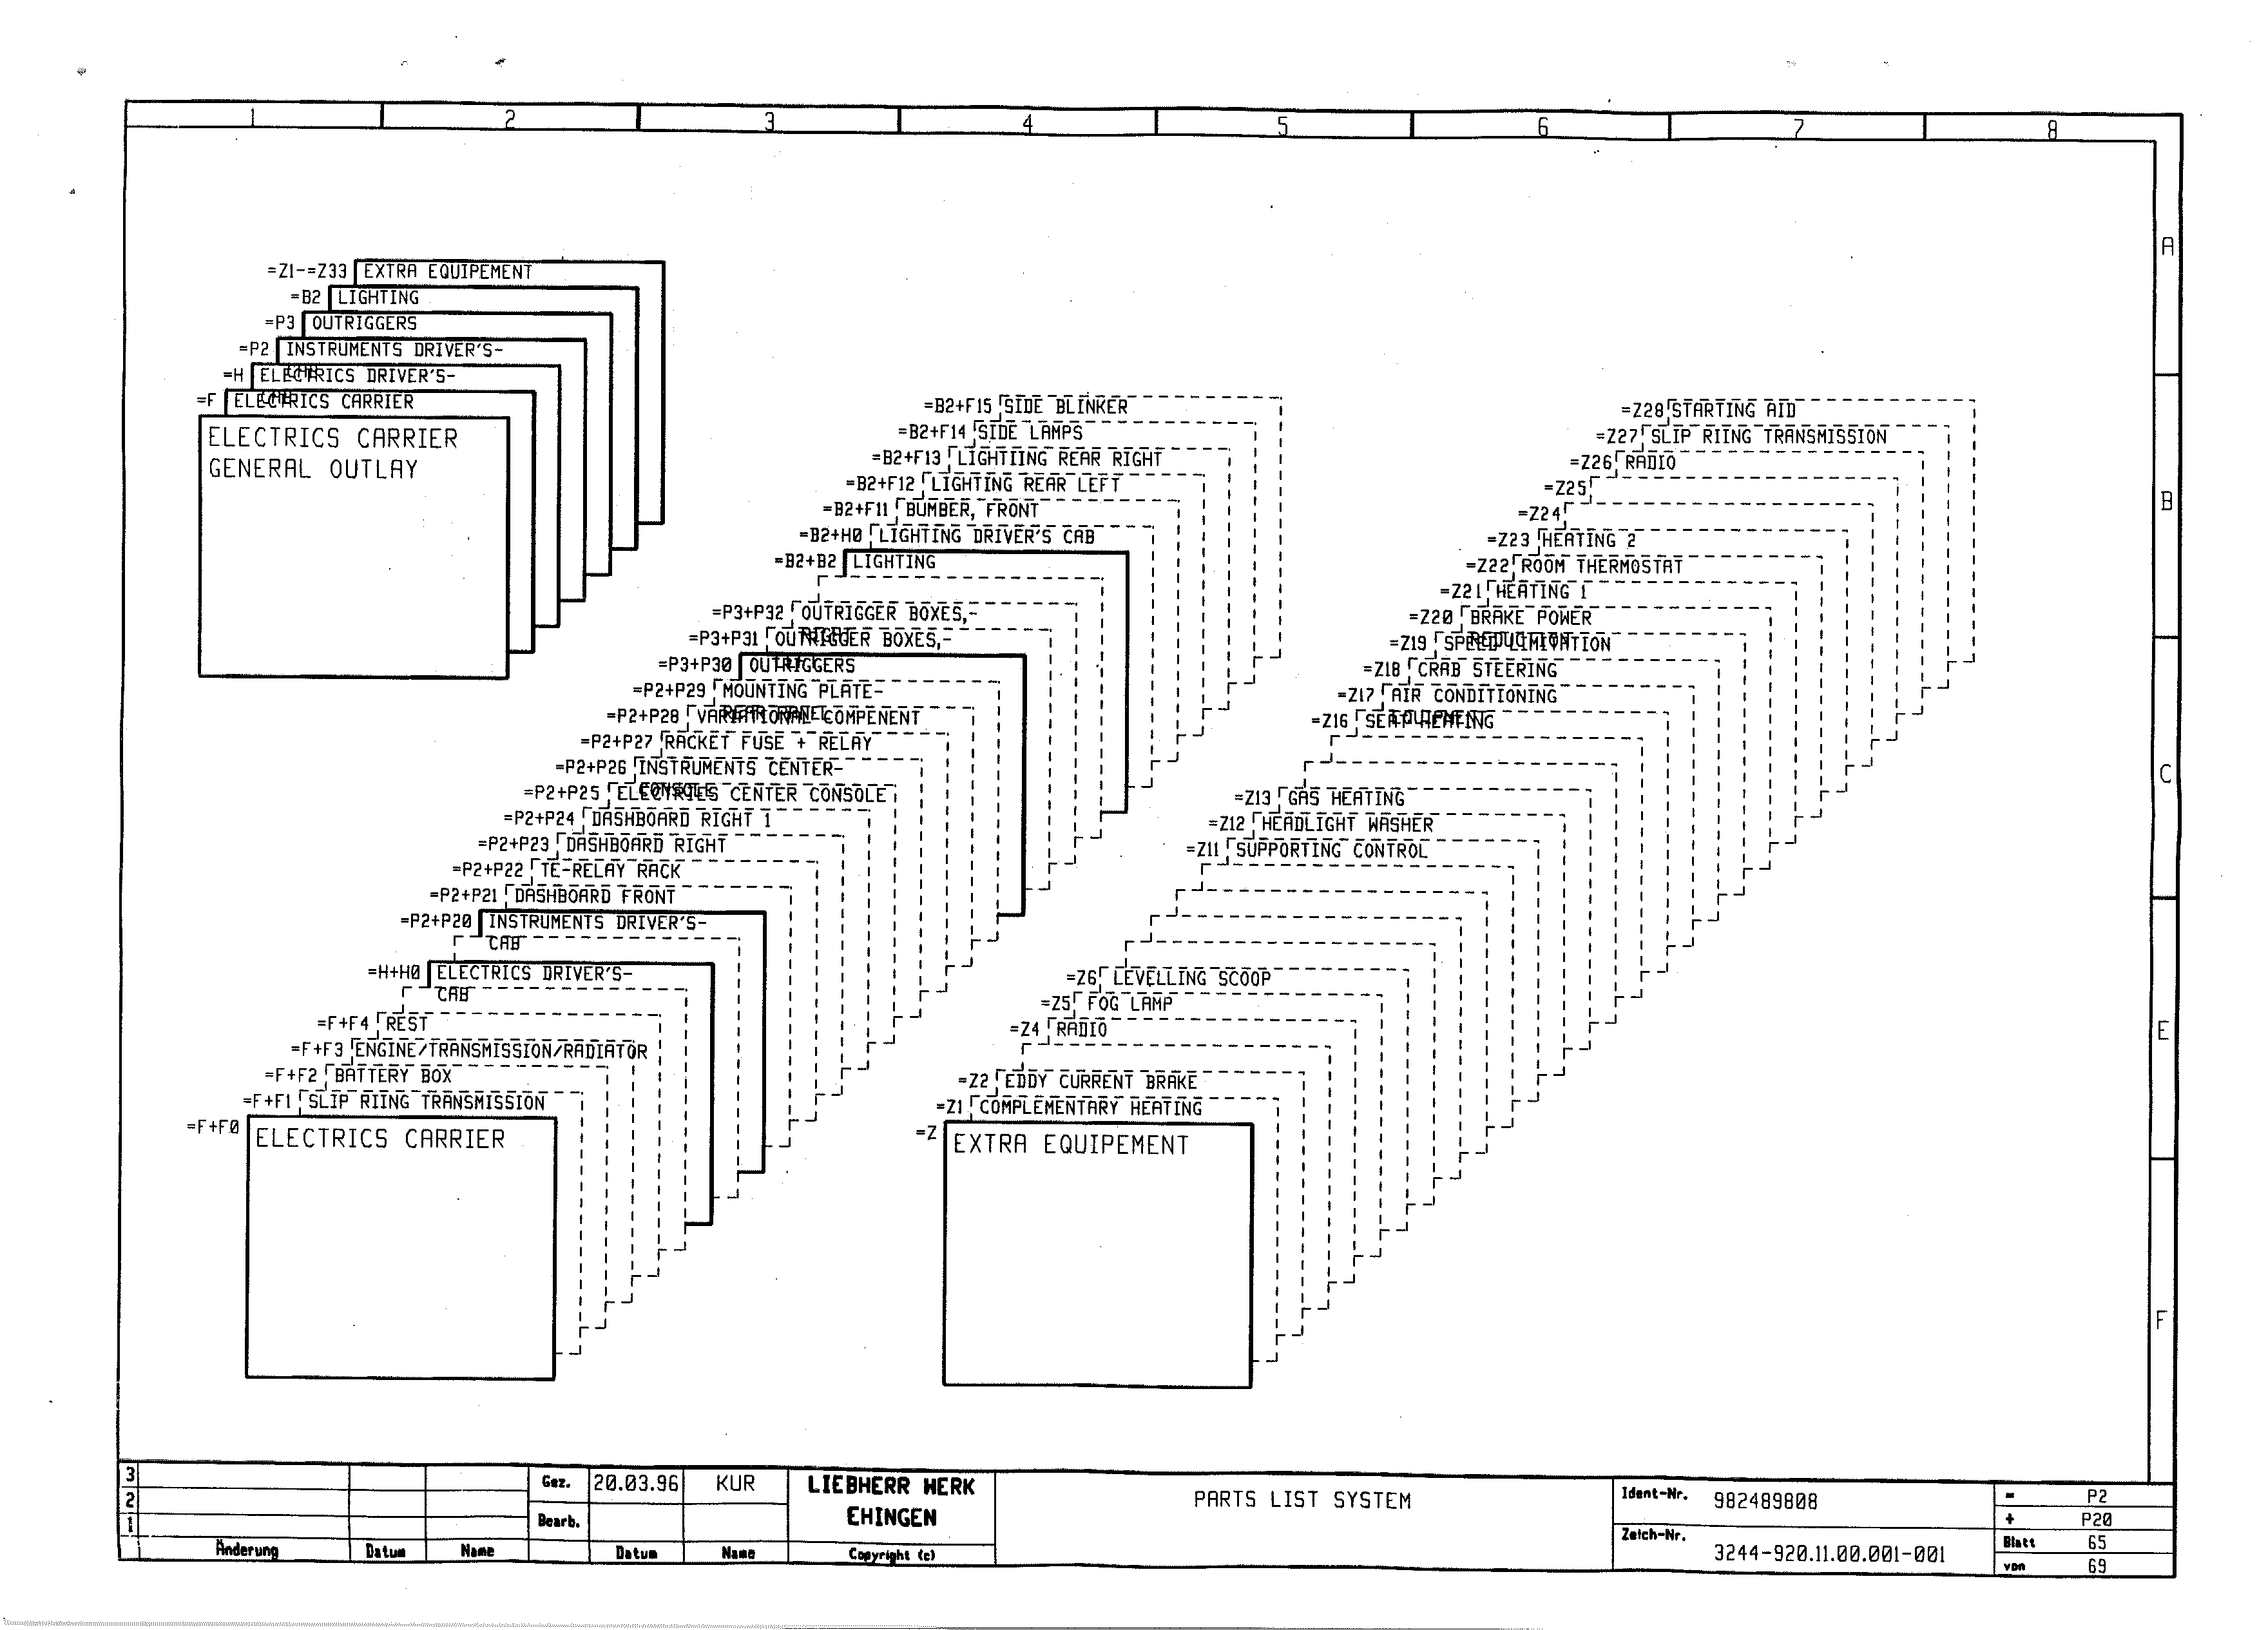 1 2 3 4 5 6 7 8
A
B
C
E
F
=Z1-=Z33 EXTRA EQUIPEMENT
=B2 LIGHTING
=P3 OUTRIGGERS
=P2 INSTRUMENTS DRIVER'S-
CAB
=H ELECTRICS DRIVER'S-
CAB
=F ELECTRICS CARRIER
ELECTRICS CARRIER
GENERAL OUTLAY
=B2+F15 SIDE BLINKER
=B2+F14 SIDE LAMPS
=B2+F13 LIGHTIING REAR RIGHT
=B2+F12 LIGHTING REAR LEFT
=B2+F11 BUMBER, FRONT
=B2+H0 LIGHTING DRIVER'S CAB
=B2+B2 LIGHTING
=P3+P32 OUTRIGGER BOXES,-
RIGHT
=P3+P31 OUTRIGGER BOXES,-
=P3+P30 OUTRIGGERS
=P2+P29 MOUNTING PLATE-
REAR PANEL
=P2+P28 VARIATIONAL COMPENENT
=P2+P27 RACKET FUSE + RELAY
=P2+P26 INSTRUMENTS CENTER-
CONSOLE
=P2+P25 ELECTRIES CENTER CONSOLE
=P2+P24 DASHBOARD RIGHT 1
=P2+P23 DASHBOARD RIGHT
=P2+P22 TE-RELAY RACK
=P2+P21 DASHBOARD FRONT
=P2+P20 INSTRUMENTS DRIVER'S-
CAB
=H+H0 ELECTRICS DRIVER'S-
CAB
=F+F4 REST
=F+F3 ENGINE/TRANSMISSION/RADIATOR
=F+F2 BATTERY BOX
=F+F1 SLIP RIING TRANSMISSION
=F+F0 ELECTRICS CARRIER
=Z28 STARTING AID
=Z27 SLIP RIING TRANSMISSION
=Z26 RADIO
=Z25
=Z24
=Z23 HEATING 2
=Z22 ROOM THERMOSTAT
=Z21 HEATING 1
=Z20 BRAKE POWER
REDUCTION
=Z19 SPEED LIMITATION
=Z18 CRAB STEERING
=Z17 AIR CONDITIONING
=Z16 SEAT HEATING
=Z13 GAS HEATING
=Z12 HEADLIGHT WASHER
=Z11 SUPPORTING CONTROL
=Z6 LEVELLING SCOOP
=Z5 FOG LAMP
=Z4 RADIO
=Z2 EDDY CURRENT BRAKE
=Z1 COMPLEMENTARY HEATING
=Z EXTRA EQUIPEMENT
3
2
1
Änderung Datum Name
Gez. 20.03.96 KUR
Bearb.
Datum Name
LIEBHERR WERK
EHINGEN
Copyright (c)
PARTS LIST SYSTEM
Ident-Nr. 982489808
Zeich-Nr. 3244-920.11.00.001-001
= P2
+ P20
Blatt 65
von 69